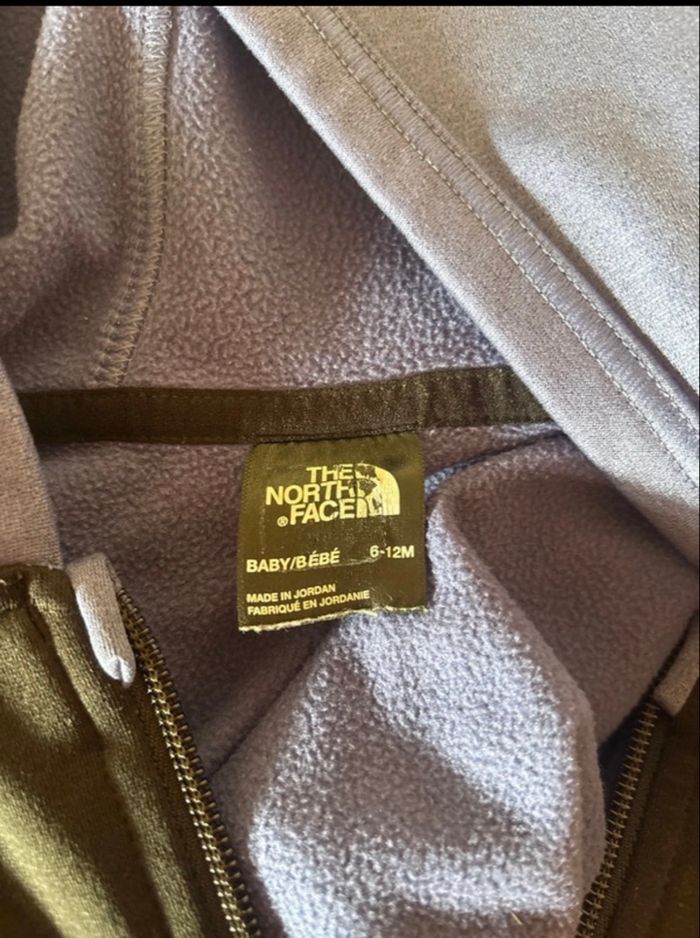 THE
NORTH
® FACE
BABY/BÉBÉ 6-12M
MADE IN JORDAN
FABRIQUÉ EN JORDANIE